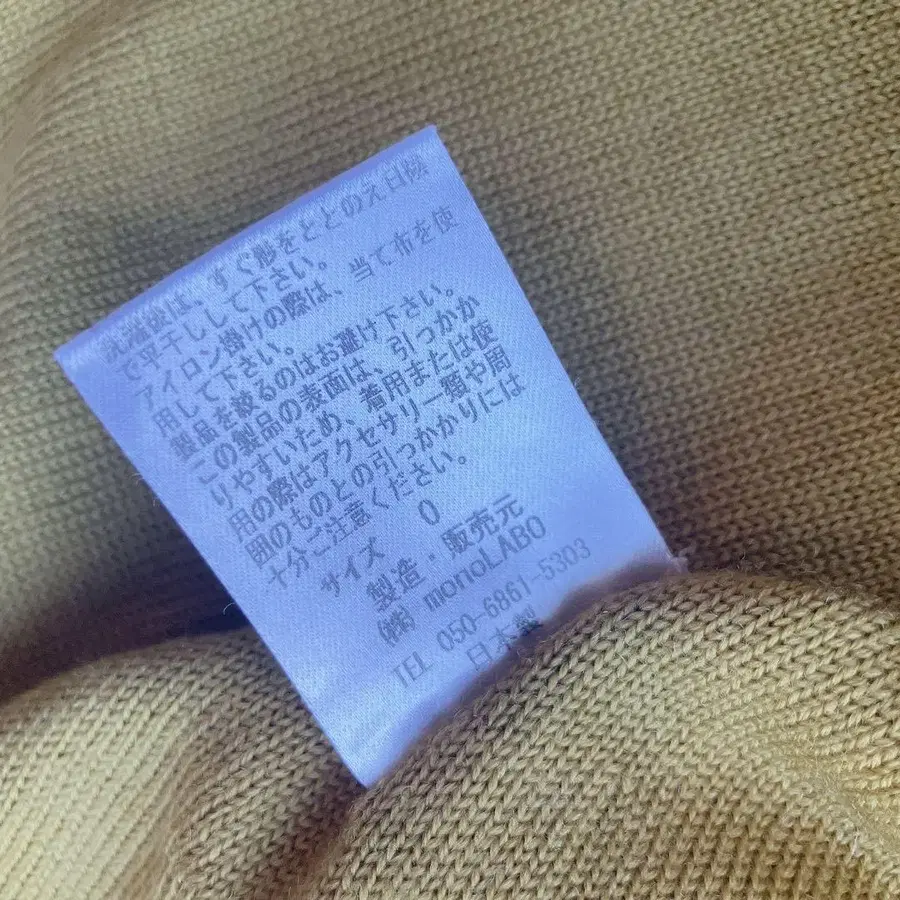 洗濯後は、すぐ形をととのえ日陰
で平干しして下さい。
アイロン掛けの際は、当て布を使
用して下さい。
製品を絞るのはお避け下さい。
この製品の表面は、引っかか
りやすいため、着用または使
用の際はアクセサリー類や周
囲のものとの引っかかりには
十分ご注意ください。
サイズ 0
製造・販売元
㈱ monoLABO
TEL 050-6861-5303
日本製